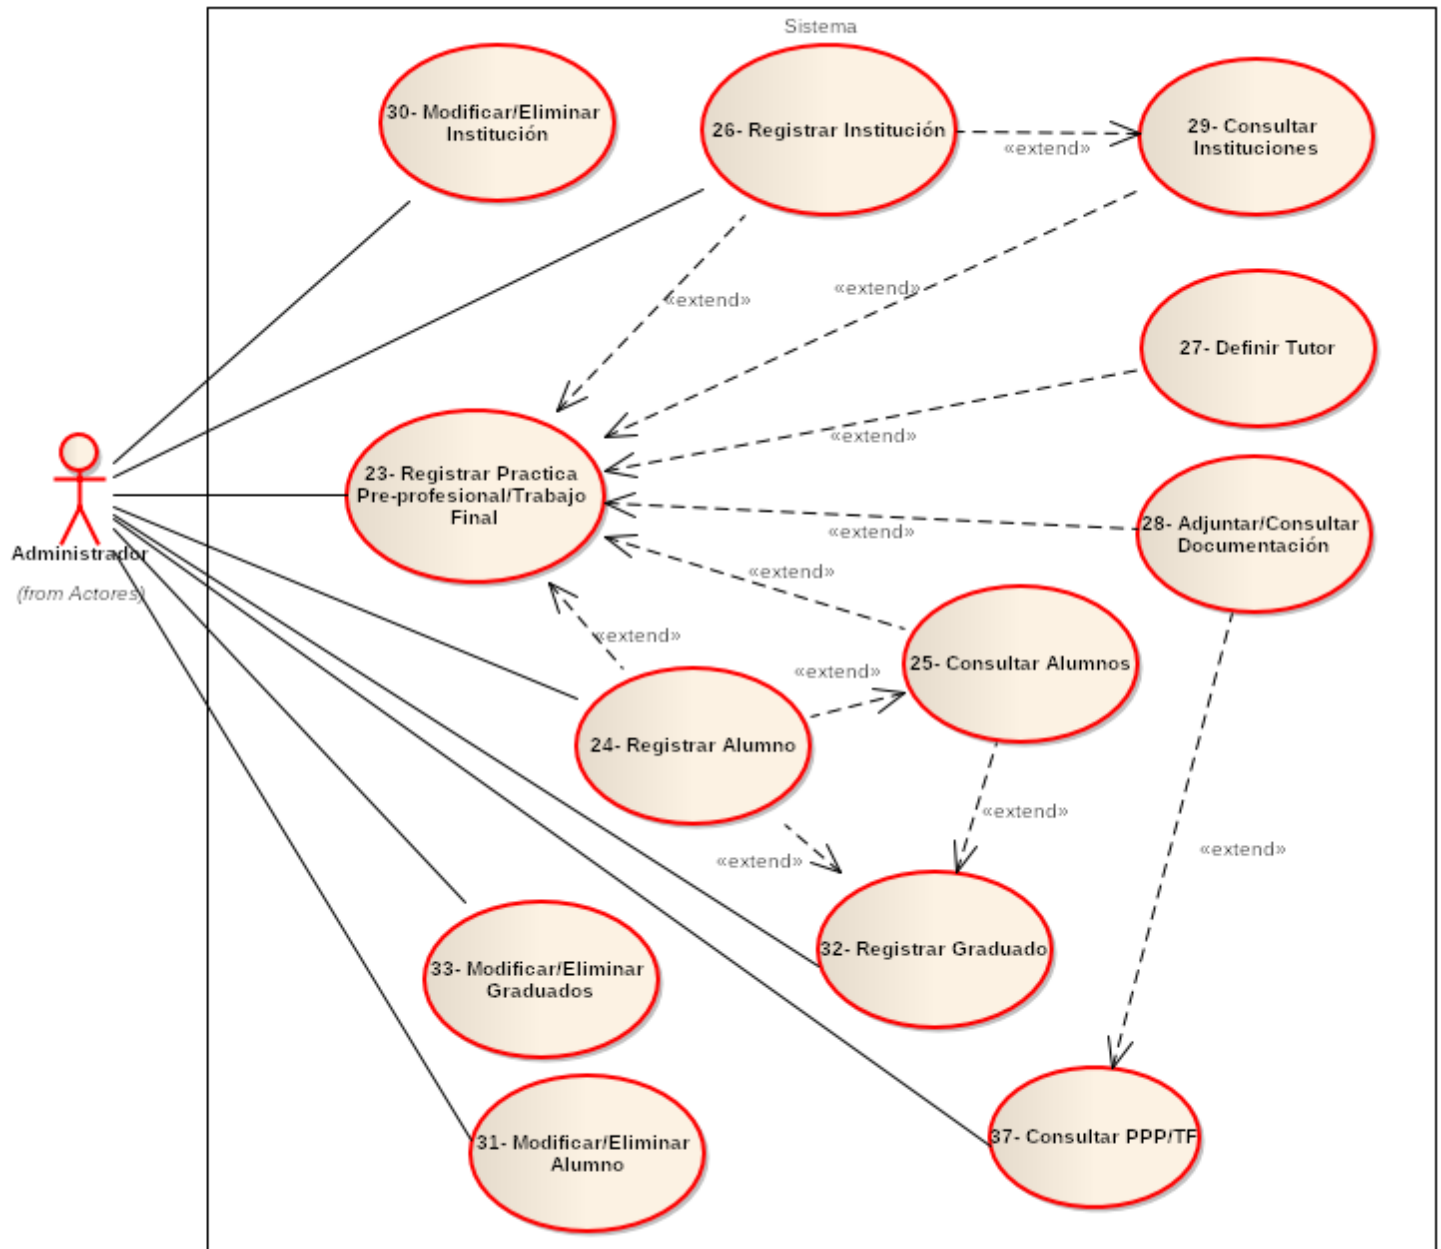 Sistema
30- Modificar/Eliminar
Institución
26- Registrar Institución
29- Consultar
Instituciones
«extend»
«extend»
«extend»
27- Definir Tutor
«extend»
23- Registrar Practica
Pre-profesional/Trabajo
Final
28- Adjuntar/Consultar
Documentación
«extend»
Administrador
(from Actores)
«extend»
«extend»
25- Consultar Alumnos
«extend»
24- Registrar Alumno
«extend»
«extend»
«extend»
32- Registrar Graduado
33- Modificar/Eliminar
Graduados
37- Consultar PPP/TF
31- Modificar/Eliminar
Alumno